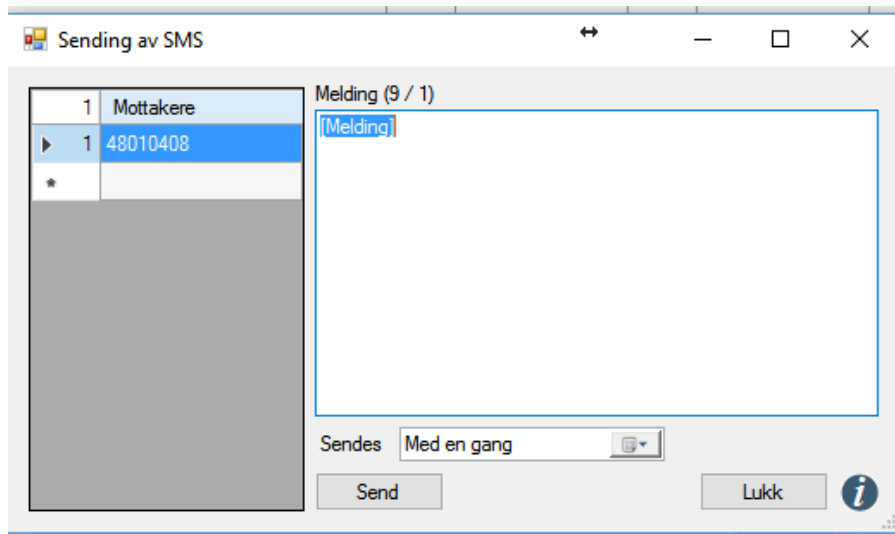 Sending av SMS
1 Mottakere
1 48010408
Melding (9 / 1)
[Melding]
Sendes Med en gang
Send Lukk